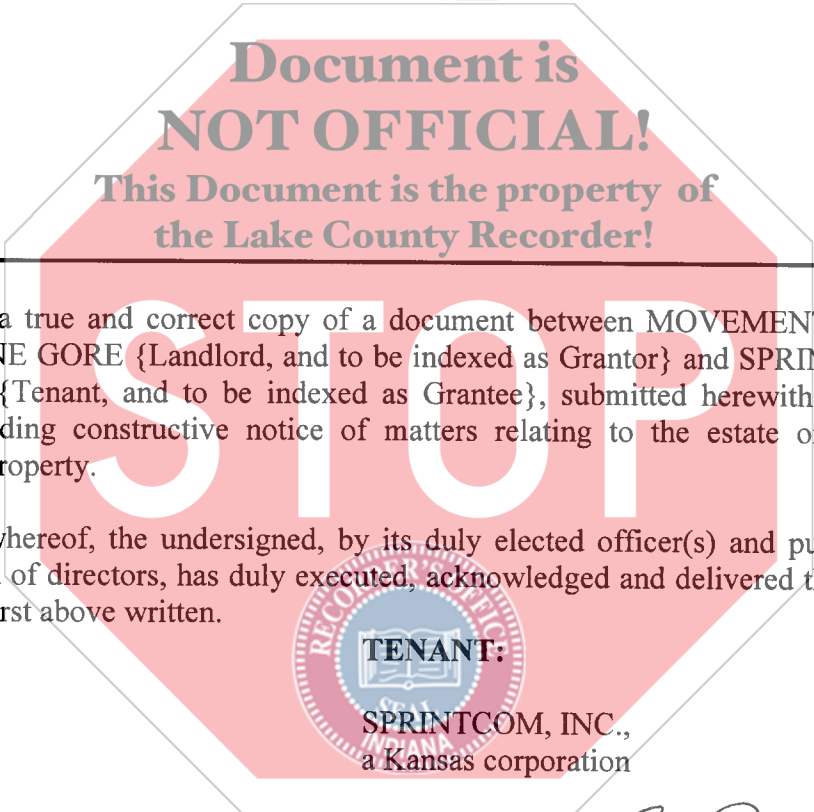 Document is
NOT OFFICIAL!
This Document is the property of
the Lake County Recorder!
STOP
a true and correct copy of a document between MOVEMENT
NE GORE {Landlord, and to be indexed as Grantor} and SPRIN
{Tenant, and to be indexed as Grantee}, submitted herewith
ding constructive notice of matters relating to the estate o
roperty.
whereof, the undersigned, by its duly elected officer(s) and pu
of directors, has duly executed, acknowledged and delivered t
rst above written.
RECORDER'S OFFICE
SEAL
INDIANA
TENANT:
SPRINTCOM, INC.,
a Kansas corporation